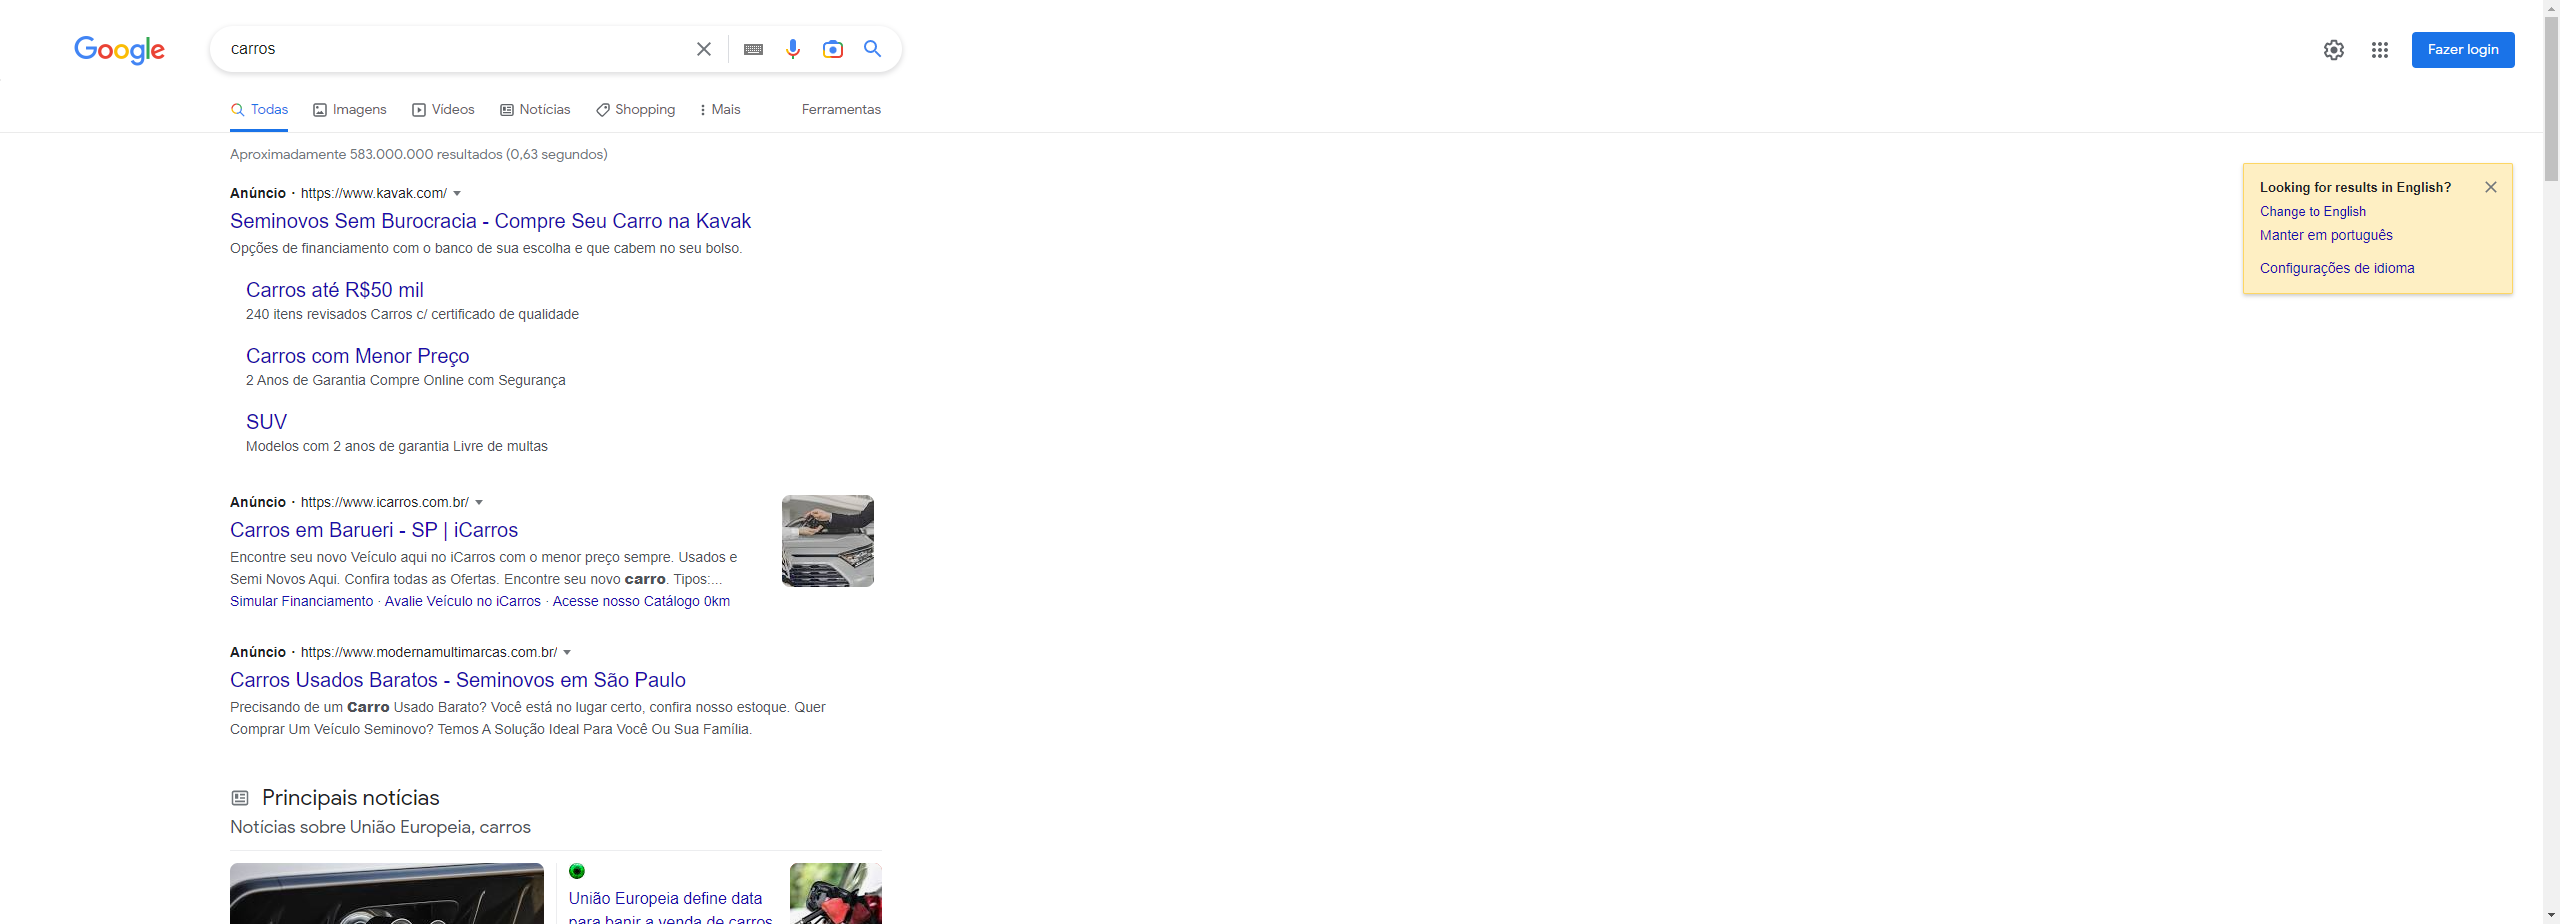 Google
carros
Fazer login
Todas
Imagens
Vídeos
Notícias
Shopping
Mais
Ferramentas
Aproximadamente 583.000.000 resultados (0,63 segundos)
Anúncio · https://www.kavak.com/
Seminovos Sem Burocracia - Compre Seu Carro na Kavak
Opções de financiamento com o banco de sua escolha e que cabem no seu bolso.
Carros até R$50 mil
240 itens revisados Carros c/ certificado de qualidade
Carros com Menor Preço
2 Anos de Garantia Compre Online com Segurança
SUV
Modelos com 2 anos de garantia Livre de multas
Anúncio · https://www.icarros.com.br/
Carros em Barueri - SP | iCarros
Encontre seu novo Veículo aqui no iCarros com o menor preço sempre. Usados e
Semi Novos Aqui. Confira todas as Ofertas. Encontre seu novo carro. Tipos:...
Simular Financiamento · Avalie Veículo no iCarros · Acesse nosso Catálogo 0km
Anúncio · https://www.modernamultimarcas.com.br/
Carros Usados Baratos - Seminovos em São Paulo
Precisando de um Carro Usado Barato? Você está no lugar certo, confira nosso estoque. Quer
Comprar Um Veículo Seminovo? Temos A Solução Ideal Para Você Ou Sua Família.
Principais notícias
Notícias sobre União Europeia, carros
União Europeia define data
para banir a venda de carros
Looking for results in English?
Change to English
Manter em português
Configurações de idioma